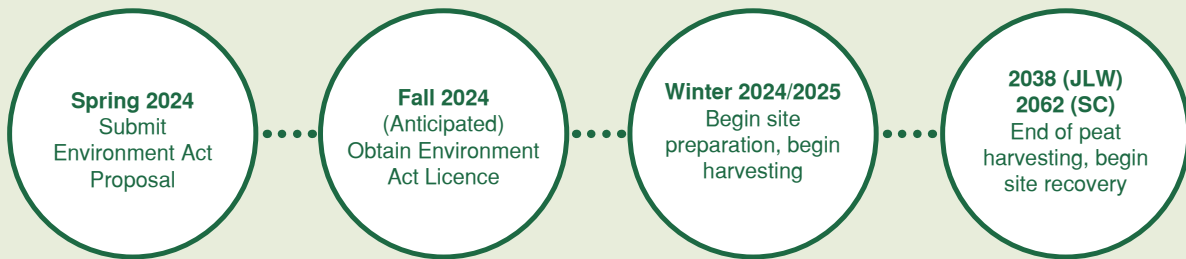 Spring 2024
Submit
Environment Act
Proposal
Fall 2024
(Anticipated)
Obtain Environment
Act Licence
Winter 2024/2025
Begin site
preparation, begin
harvesting
2038 (JLW)
2062 (SC)
End of peat
harvesting, begin
site recovery